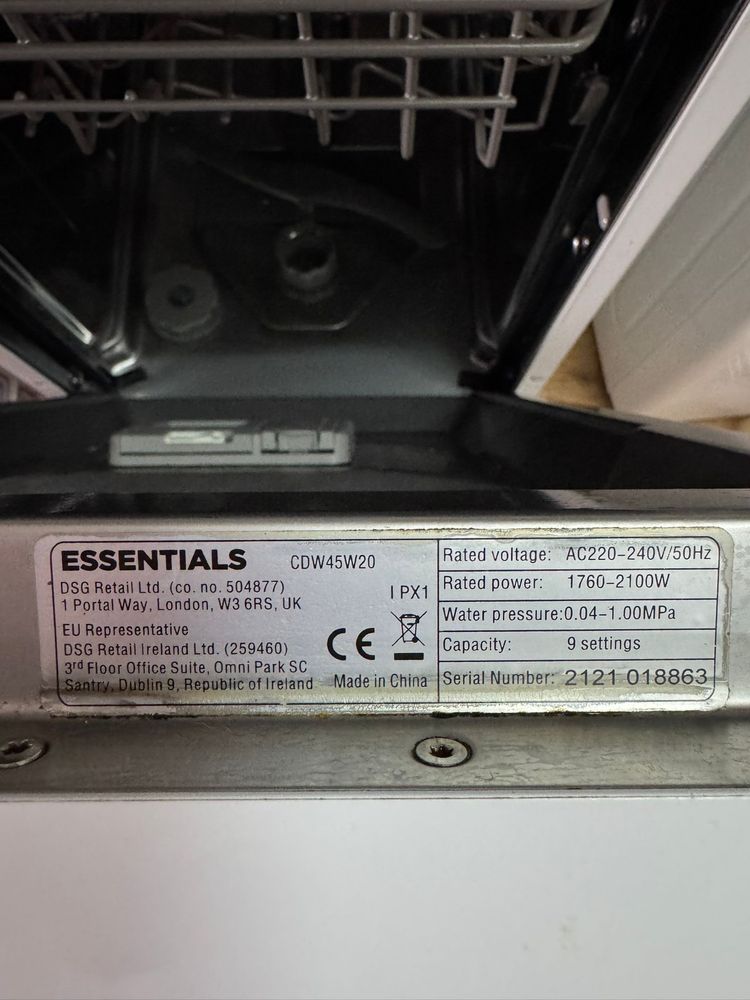 ESSENTIALS CDW45W20
DSG Retail Ltd. (co. no. 504877)
1 Portal Way, London, W3 6RS, UK
IPX1
EU Representative
DSG Retail Ireland Ltd. (259460)
3rd Floor Office Suite, Omni Park SC
Santry, Dublin 9, Republic of Ireland
CE
Made in China
Rated voltage: AC220-240V/50Hz
Rated power: 1760-2100W
Water pressure:0.04-1.00MPa
Capacity: 9 settings
Serial Number: 2121 018863